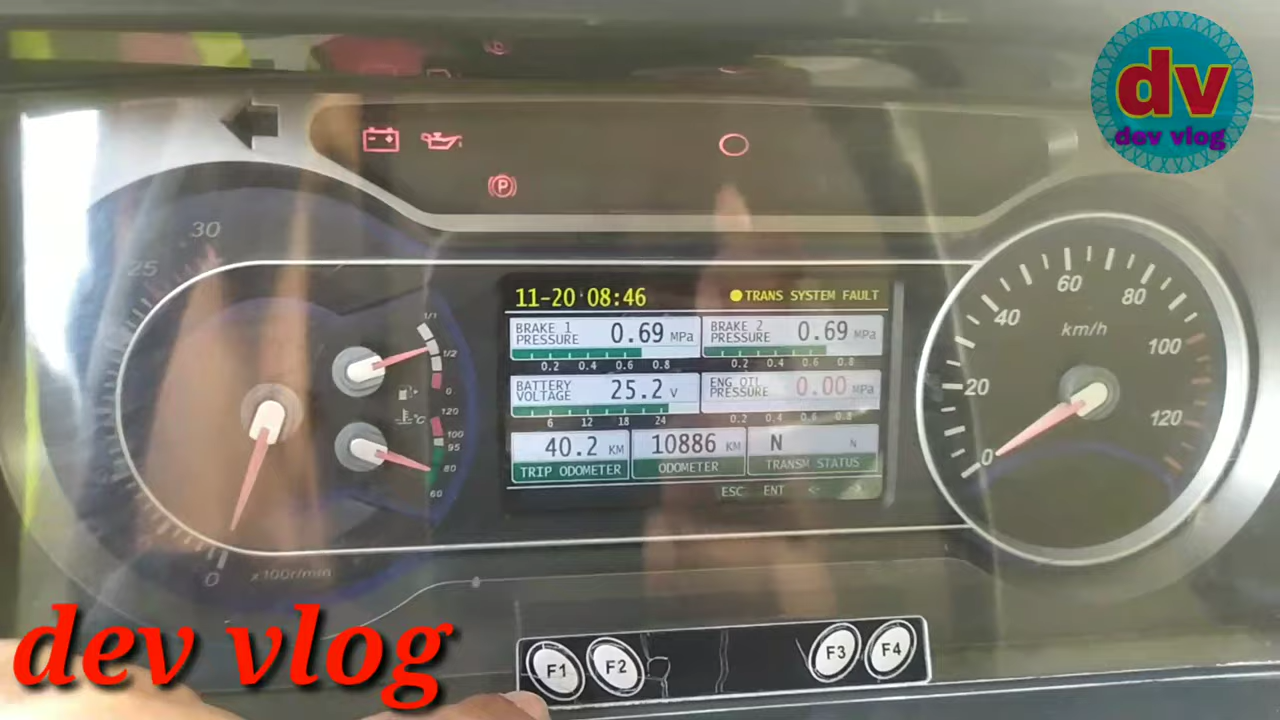 dv
dev vlog
P
30
25
1/1
1/2
0
°C
120
100
95
80
60
0
x100r/min
11-20 08:46
TRANS SYSTEM FAULT
BRAKE 1 PRESSURE 0.69 MPa
0.2 0.4 0.6 0.8
BRAKE 2 PRESSURE 0.69 MPa
0.2 0.4 0.6 0.8
BATTERY VOLTAGE 25.2 V
6 12 18 24
ENG OIL PRESSURE 0.00 MPa
0.2 0.4 0.6 0.8
40.2 KM
TRIP ODOMETER
10886 KM
ODOMETER
N N
TRANSM STATUS
ESC ENT <- ->
0
20
40
60
80
100
120
km/h
F1 F2 F3 F4
dev vlog